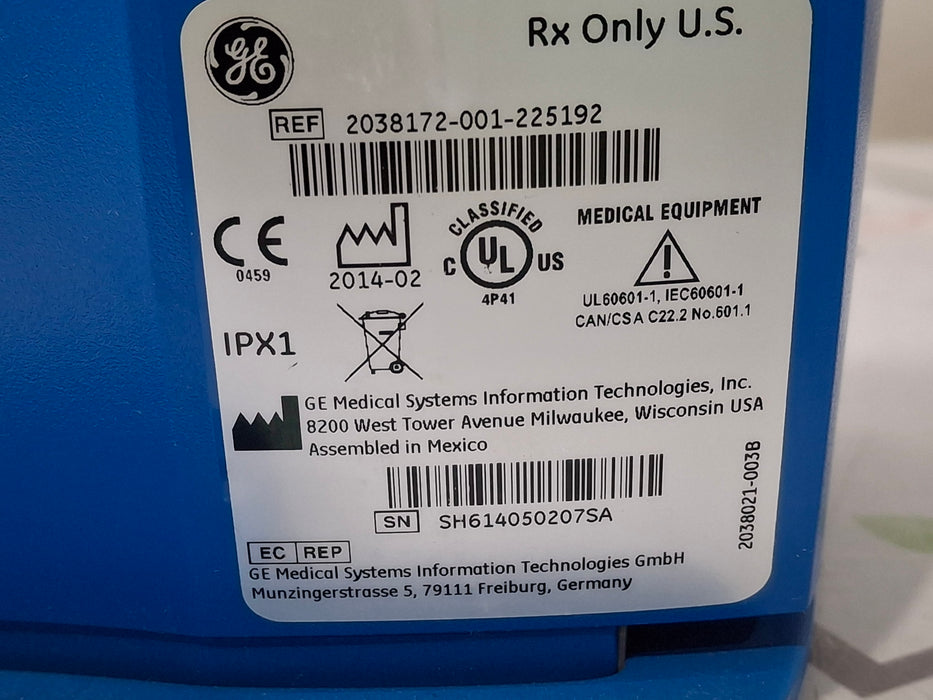 GE
Rx Only U.S.
REF 2038172-001-225192
CE
0459
2014-02
CLASSIFIED
C UL US
4P41
MEDICAL EQUIPMENT
UL60601-1, IEC60601-1
CAN/CSA C22.2 No.601.1
IPX1
GE Medical Systems Information Technologies, Inc.
8200 West Tower Avenue Milwaukee, Wisconsin USA
Assembled in Mexico
SN SH614050207SA
2038021-003B
EC REP
GE Medical Systems Information Technologies GmbH
Munzingerstrasse 5, 79111 Freiburg, Germany